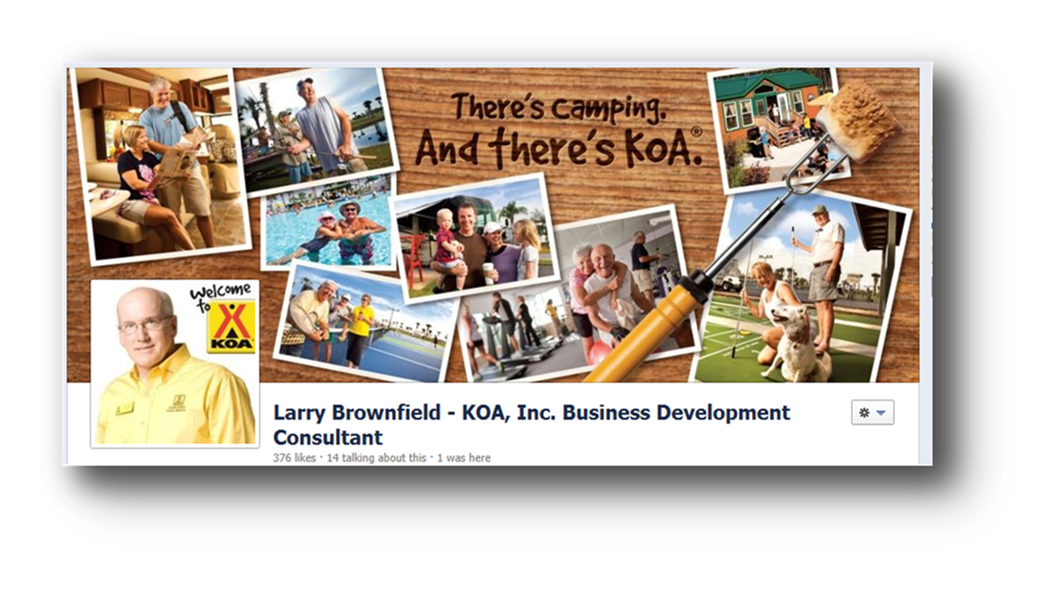 There's camping.
And there's KOA.®
Welcome
to
KOA
Larry Brownfield - KOA, Inc. Business Development
Consultant
376 likes · 14 talking about this · 1 was here